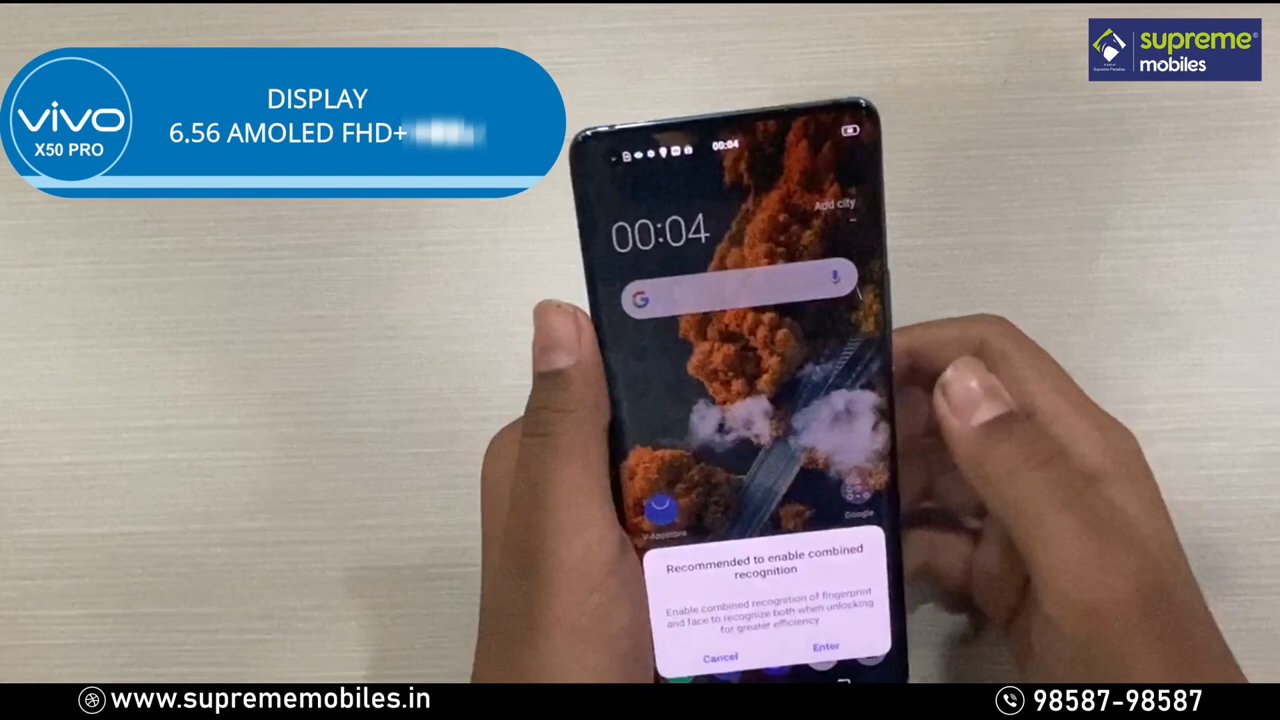 supreme
mobiles
vivo
X50 PRO
DISPLAY
6.56 AMOLED FHD+
00:04
Add city
00:04
V-Appstore
Google
Recommended to enable combined
recognition
Enable combined recognition of fingerprint
and face to recognize both when unlocking
for greater efficiency
Cancel
Enter
www.suprememobiles.in
98587-98587